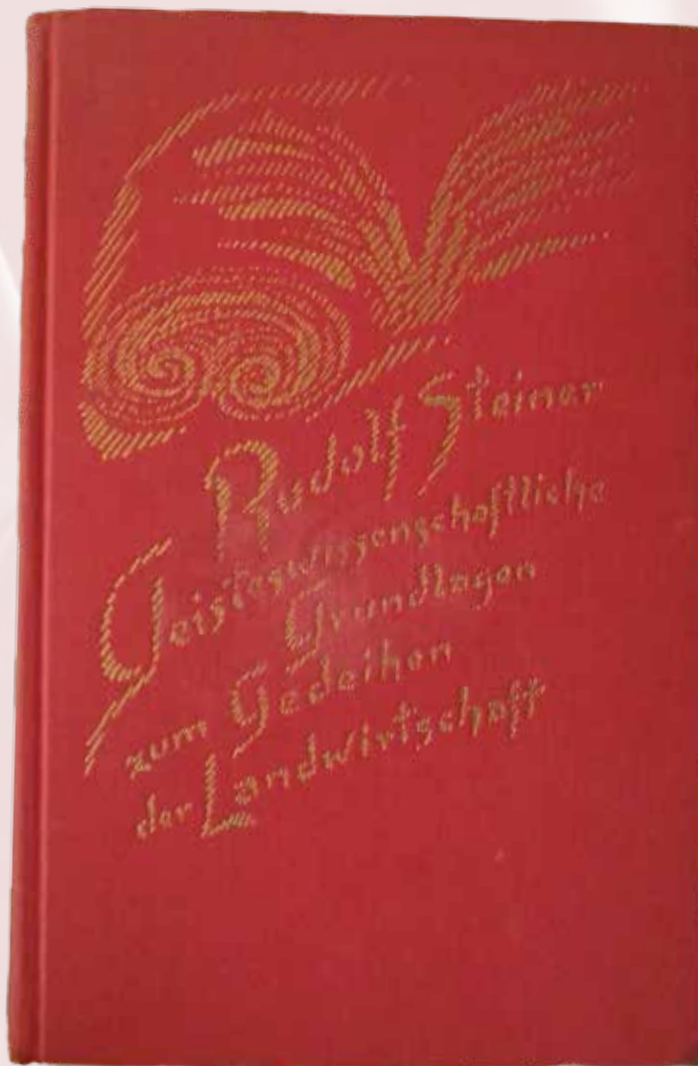 Rudolf Steiner
Geisteswissenschaftliche
Grundlagen
zum Gedeihen
der Landwirtschaft